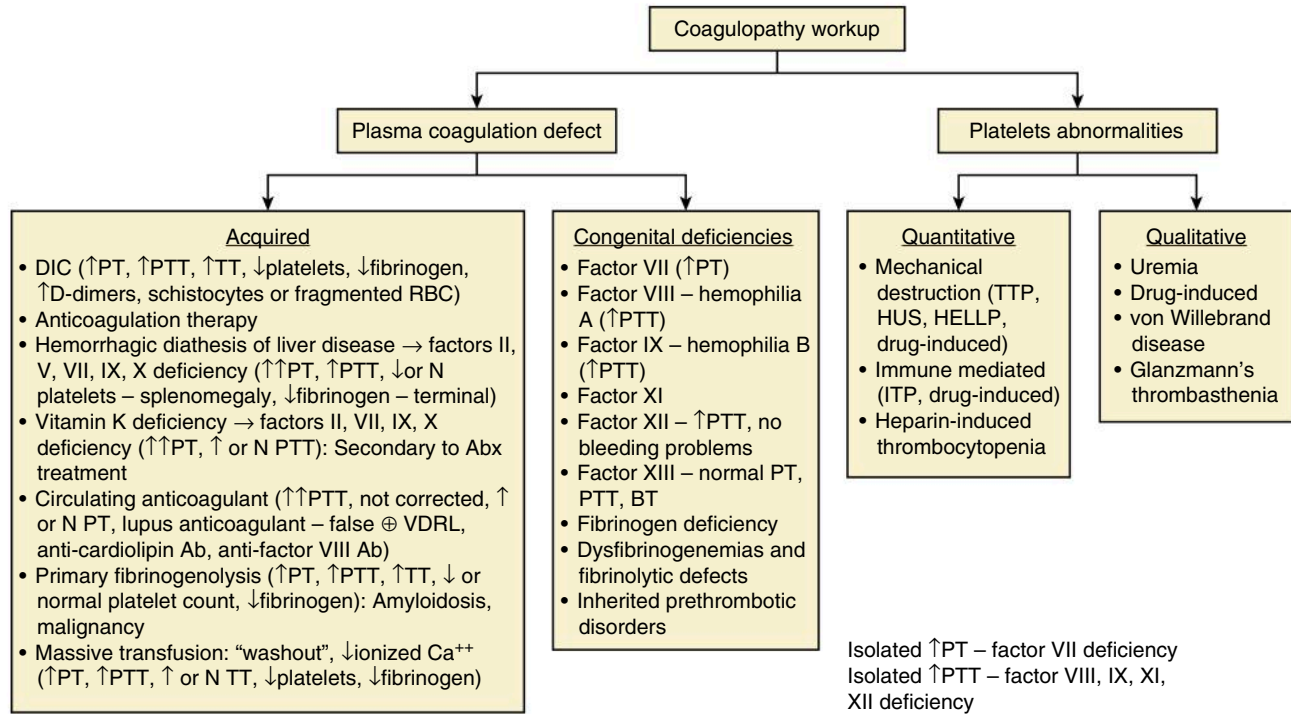 Coagulopathy workup
Plasma coagulation defect
Platelets abnormalities
Acquired
• DIC (↑PT, ↑PTT, ↑TT, ↓platelets, ↓fibrinogen,
↑D-dimers, schistocytes or fragmented RBC)
• Anticoagulation therapy
• Hemorrhagic diathesis of liver disease → factors II,
V, VII, IX, X deficiency (↑↑PT, ↑PTT, ↓or N
platelets – splenomegaly, ↓fibrinogen – terminal)
• Vitamin K deficiency → factors II, VII, IX, X
deficiency (↑↑PT, ↑ or N PTT): Secondary to Abx
treatment
• Circulating anticoagulant (↑↑PTT, not corrected, ↑
or N PT, lupus anticoagulant – false ⊕ VDRL,
anti-cardiolipin Ab, anti-factor VIII Ab)
• Primary fibrinogenolysis (↑PT, ↑PTT, ↑TT, ↓ or
normal platelet count, ↓fibrinogen): Amyloidosis,
malignancy
• Massive transfusion: “washout”, ↓ionized Ca++
(↑PT, ↑PTT, ↑ or N TT, ↓platelets, ↓fibrinogen)
Congenital deficiencies
• Factor VII (↑PT)
• Factor VIII – hemophilia
A (↑PTT)
• Factor IX – hemophilia B
(↑PTT)
• Factor XI
• Factor XII – ↑PTT, no
bleeding problems
• Factor XIII – normal PT,
PTT, BT
• Fibrinogen deficiency
• Dysfibrinogenemias and
fibrinolytic defects
• Inherited prethrombotic
disorders
Quantitative
• Mechanical
destruction (TTP,
HUS, HELLP,
drug-induced)
• Immune mediated
(ITP, drug-induced)
• Heparin-induced
thrombocytopenia
Qualitative
• Uremia
• Drug-induced
• von Willebrand
disease
• Glanzmann’s
thrombasthenia
Isolated ↑PT – factor VII deficiency
Isolated ↑PTT – factor VIII, IX, XI,
XII deficiency